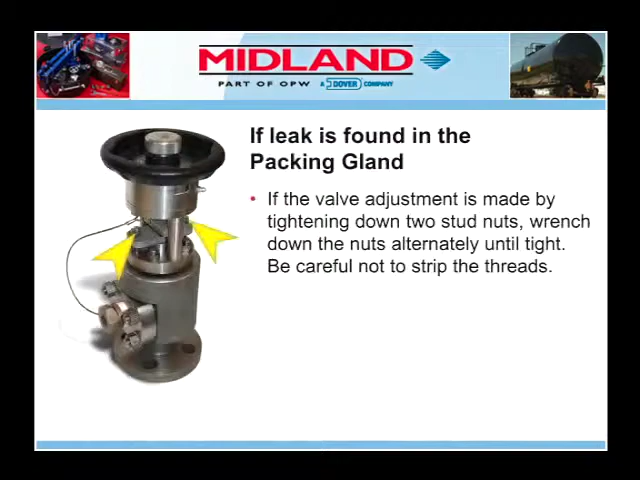 MIDLAND
PART OF OPW A DOVER COMPANY
If leak is found in the
Packing Gland
• If the valve adjustment is made by
tightening down two stud nuts, wrench
down the nuts alternately until tight.
Be careful not to strip the threads.